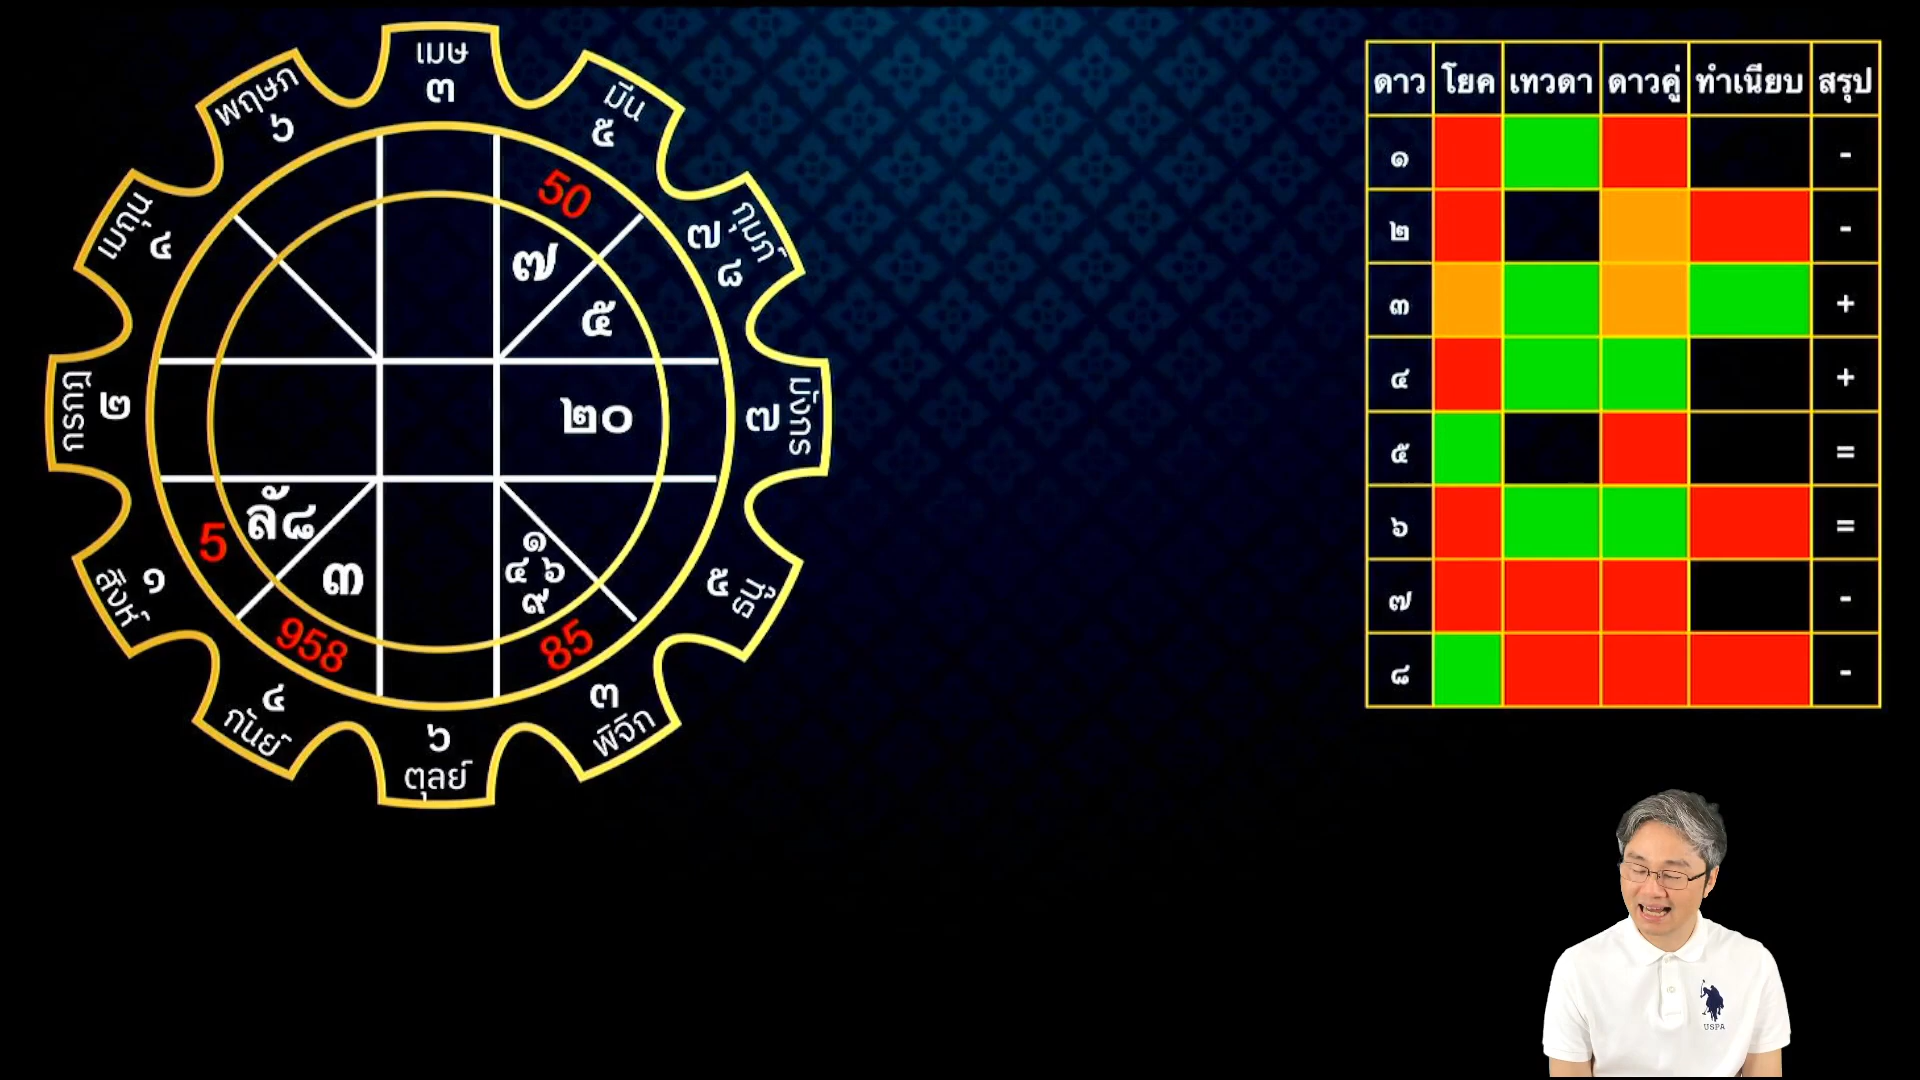 เมษ
๓
มีน
๕
กุมภ์
๗
๘
มังกร
๗
ธนู
๕
พิจิก
๓
ตุลย์
๖
กันย์
๔
สิงห์
๑
กรกฎ
๒
เมถุน
๔
พฤษภ
๖
50
๗
๕
๒๐
ลั๘
5
๓
958
๑
๔ ๖
๙
85
ดาว โยค เทวดา ดาวคู่ ทำเนียบ สรุป
๑ -
๒ -
๓ +
๔ +
๕ =
๖ =
๗ -
๘ -
USPA